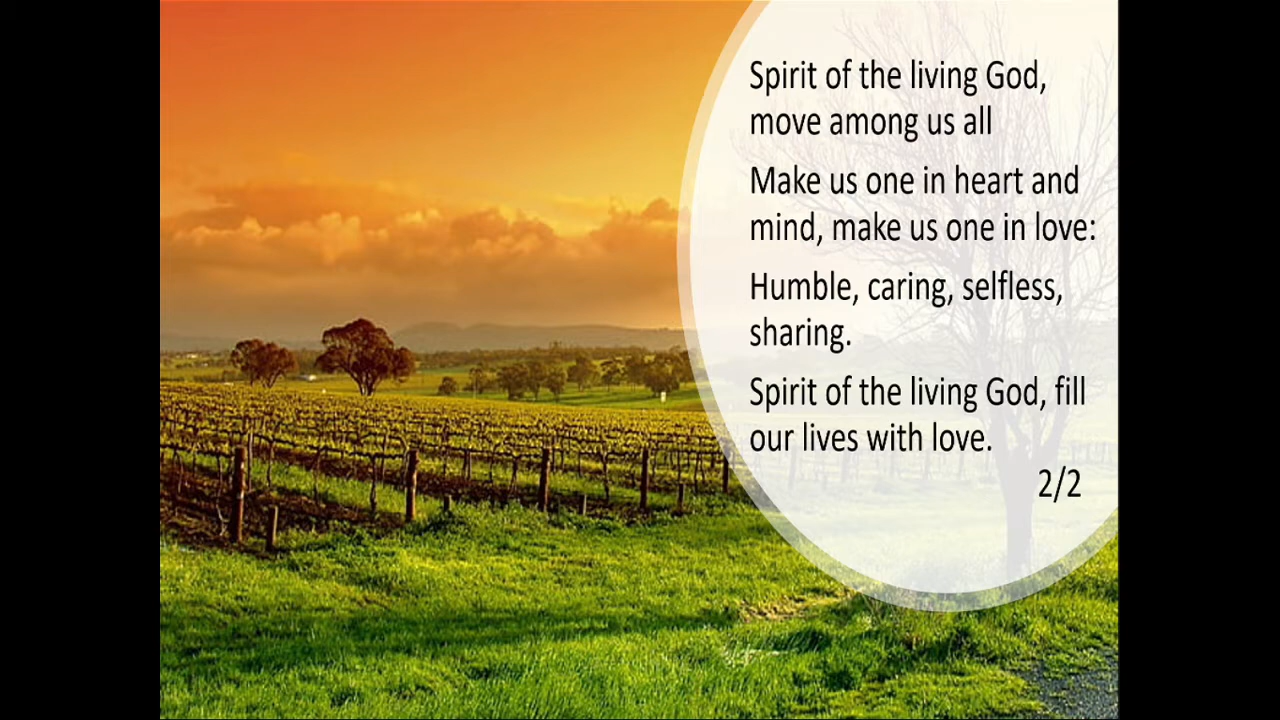 Spirit of the living God,
move among us all
Make us one in heart and
mind, make us one in love:
Humble, caring, selfless,
sharing.
Spirit of the living God, fill
our lives with love.
2/2